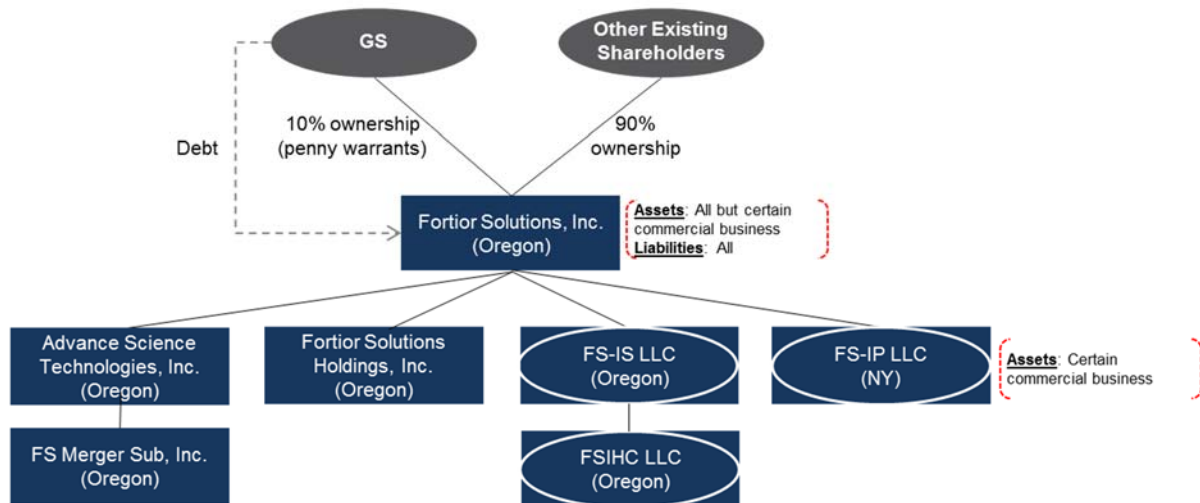 GS
Other Existing
Shareholders
Debt
10% ownership
(penny warrants)
90%
ownership
Fortior Solutions, Inc.
(Oregon)
Assets: All but certain
commercial business
Liabilities: All
Advance Science
Technologies, Inc.
(Oregon)
Fortior Solutions
Holdings, Inc.
(Oregon)
FS-IS LLC
(Oregon)
FS-IP LLC
(NY)
Assets: Certain
commercial business
FS Merger Sub, Inc.
(Oregon)
FSIHC LLC
(Oregon)